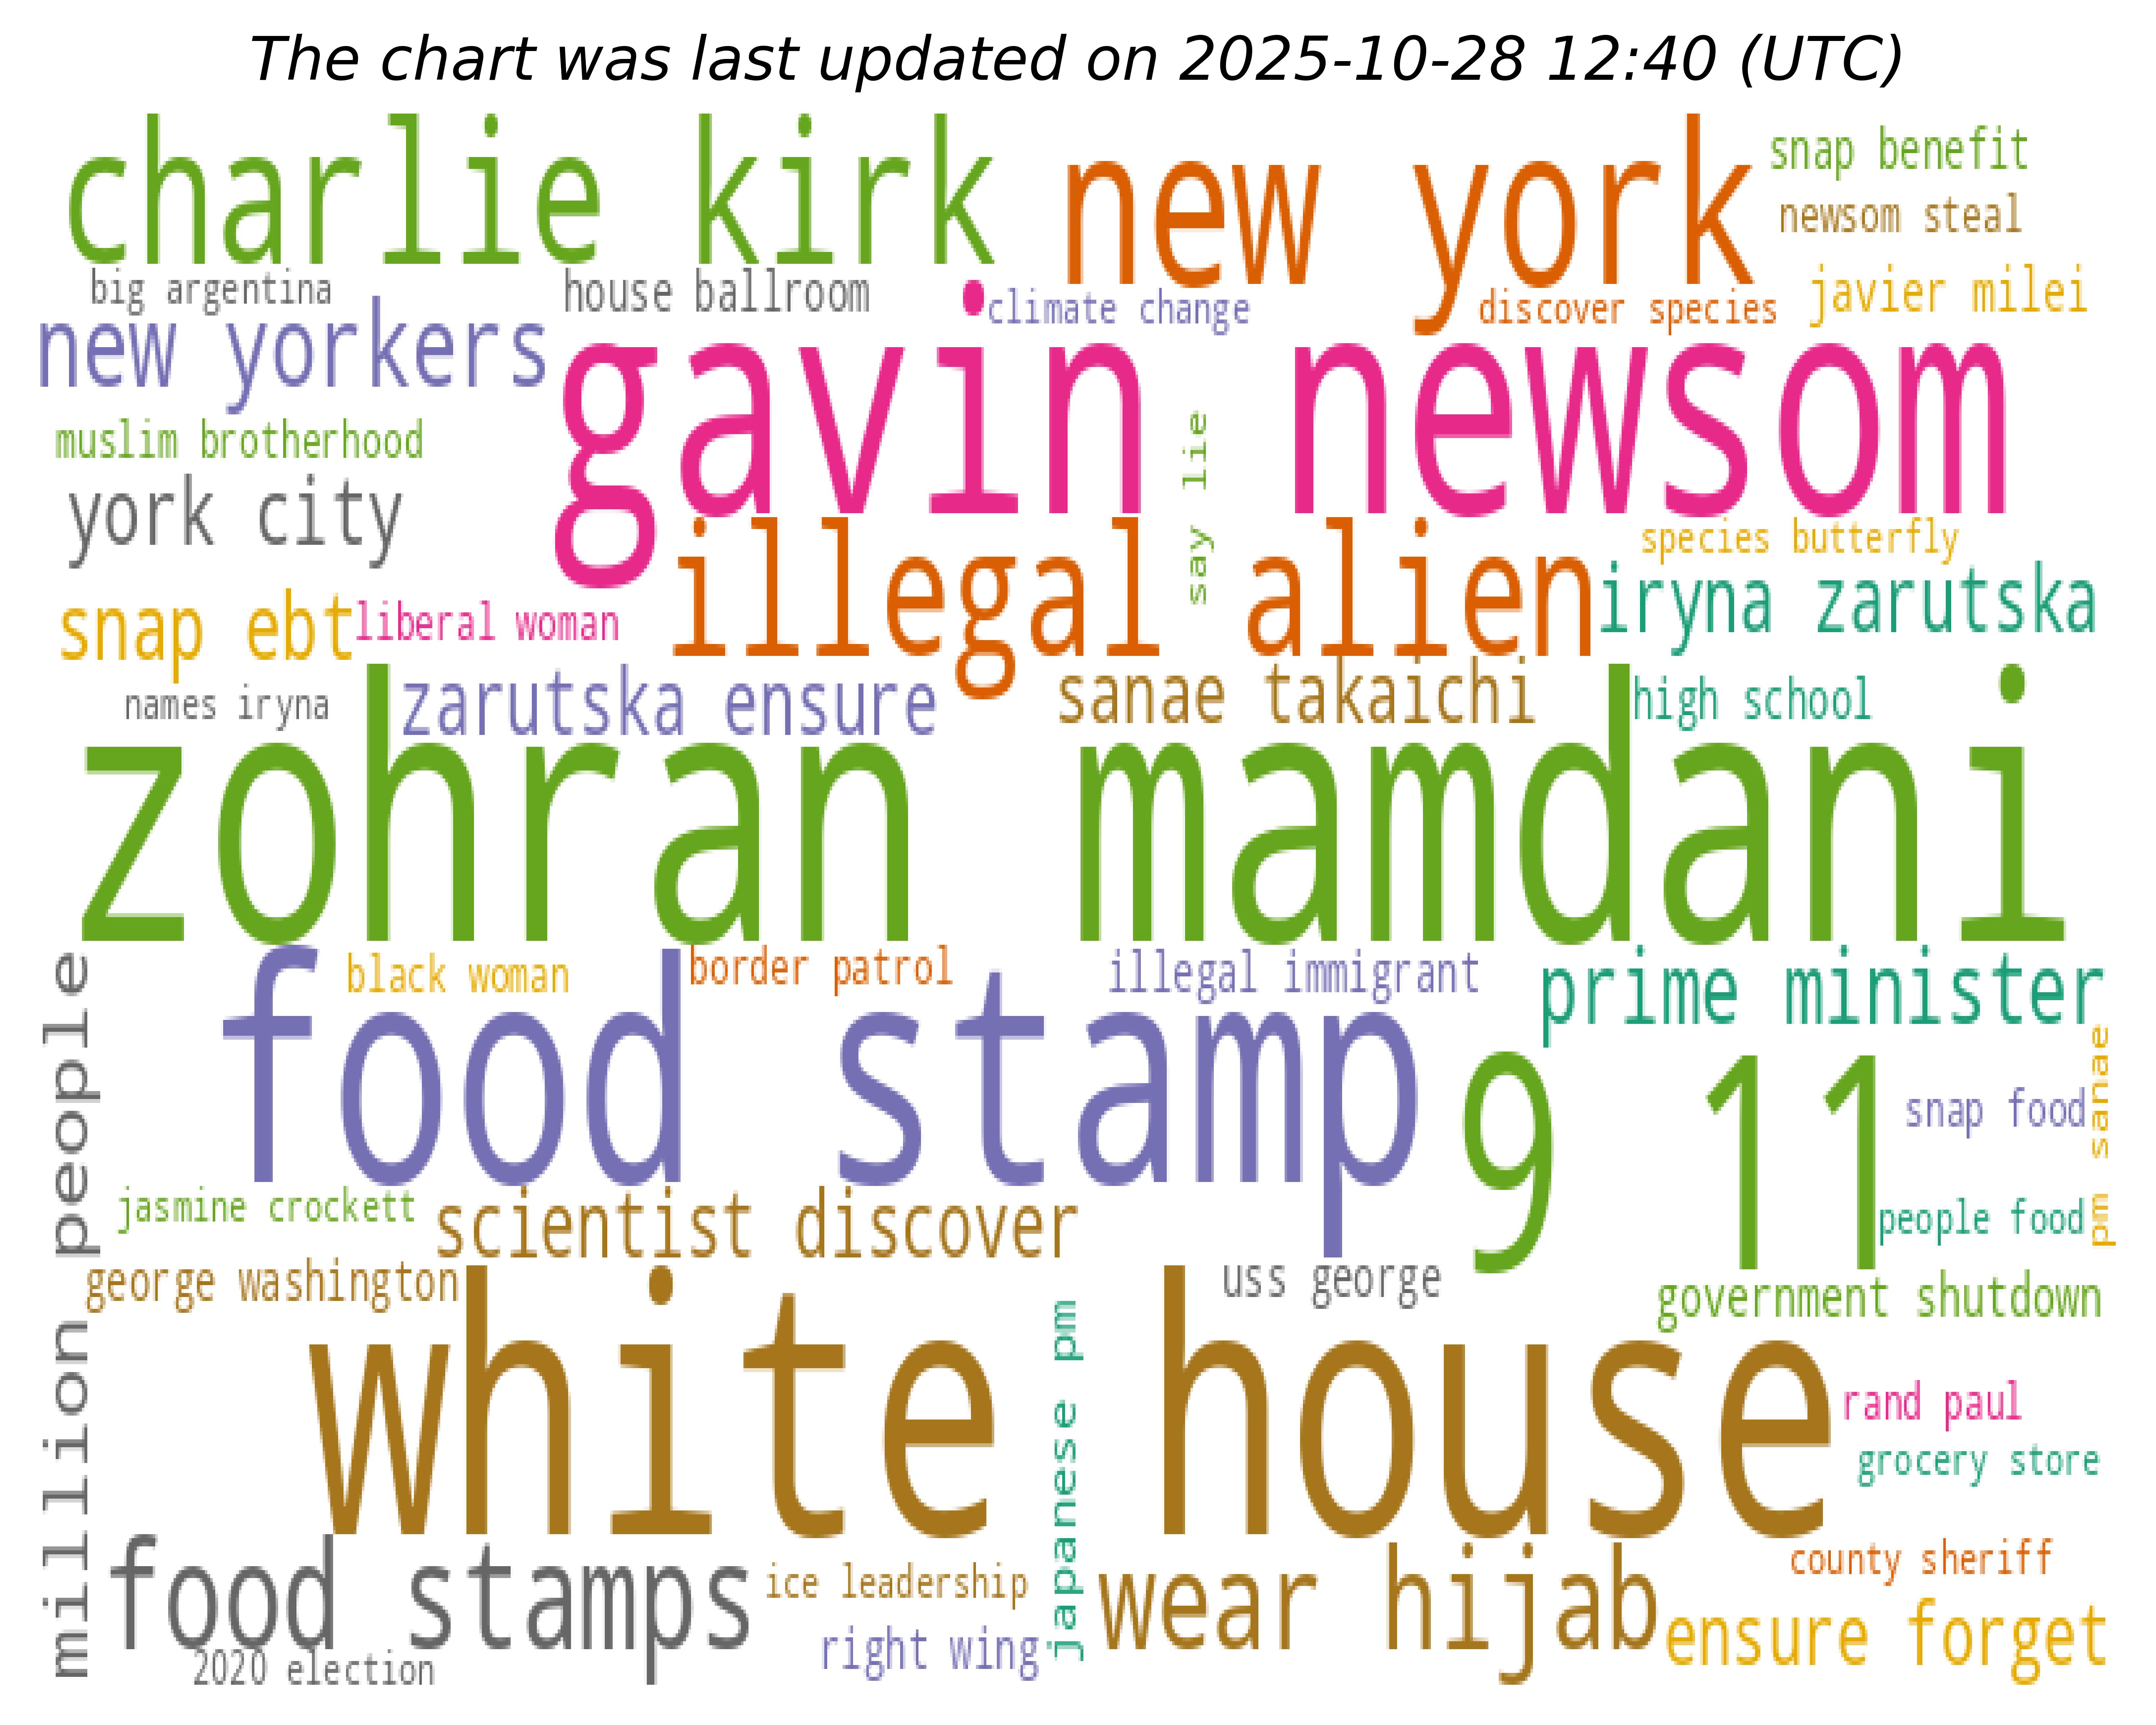 The chart was last updated on 2025-10-28 12:40 (UTC)
charlie kirk
new york
snap benefit
newsom steal
big argentina
house ballroom
climate change
discover species
javier milei
new yorkers
gavin newsom
muslim brotherhood
say lie
york city
illegal alien
species butterfly
iryna zarutska
snap ebt
liberal woman
names iryna
zarutska ensure
sanae takaichi
high school
zohran mamdani
million people
black woman
border patrol
illegal immigrant
prime minister
food stamp
9 11
snap food
pm sanae
people food
jasmine crockett
scientist discover
george washington
uss george
government shutdown
white house
japanese pm
rand paul
grocery store
food stamps
ice leadership
wear hijab
county sheriff
right wing
ensure forget
2020 election